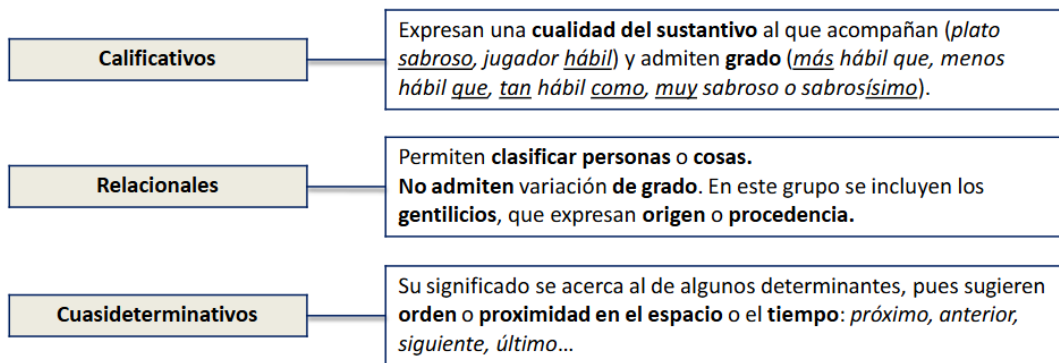 Calificativos
Expresan una cualidad del sustantivo al que acompañan (plato
sabroso, jugador hábil) y admiten grado (más hábil que, menos
hábil que, tan hábil como, muy sabroso o sabrosísimo).
Relacionales
Permiten clasificar personas o cosas.
No admiten variación de grado. En este grupo se incluyen los
gentilicios, que expresan origen o procedencia.
Cuasideterminativos
Su significado se acerca al de algunos determinantes, pues sugieren
orden o proximidad en el espacio o el tiempo: próximo, anterior,
siguiente, último...